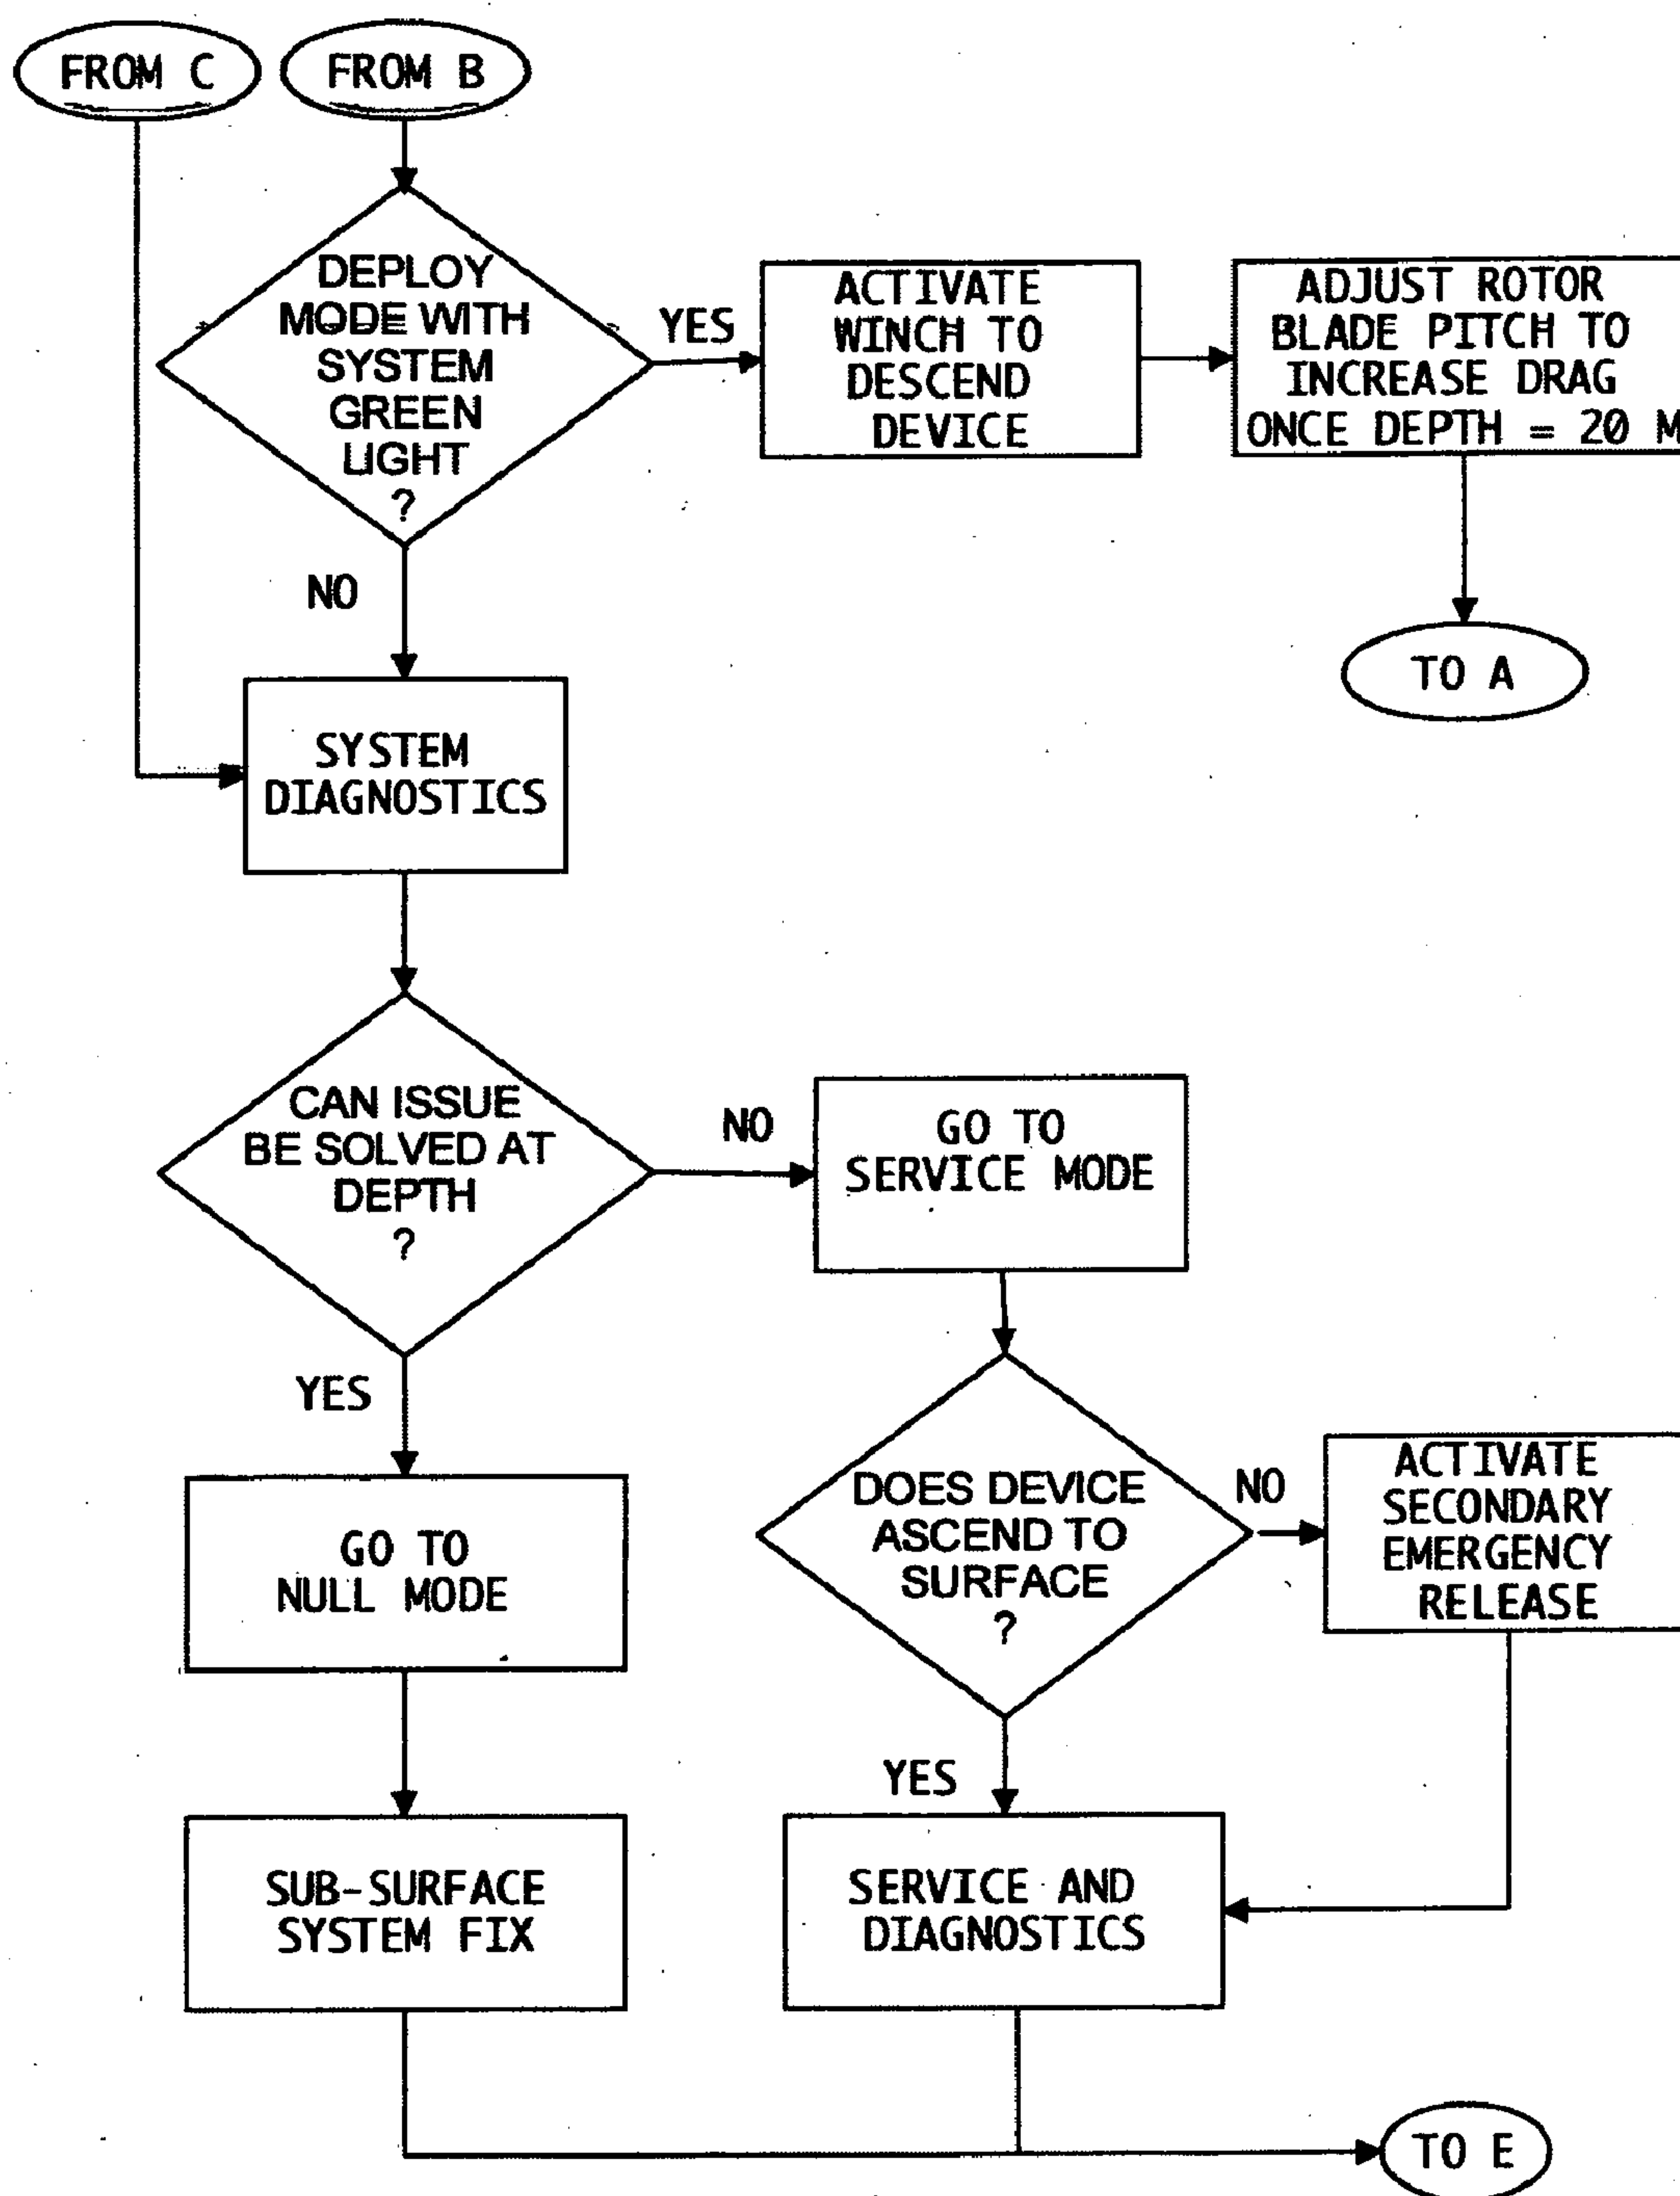 FROM C
FROM B
DEPLOY
MODE WITH
SYSTEM
GREEN
LIGHT
?
YES
ACTIVATE
WINCH TO
DESCEND
DEVICE
ADJUST ROTOR
BLADE PITCH TO
INCREASE DRAG
ONCE DEPTH = 20 M
TO A
NO
SYSTEM
DIAGNOSTICS
CAN ISSUE
BE SOLVED AT
DEPTH
?
NO
GO TO
SERVICE MODE
YES
GO TO
NULL MODE
DOES DEVICE
ASCEND TO
SURFACE
?
NO
ACTIVATE
SECONDARY
EMERGENCY
RELEASE
YES
SUB-SURFACE
SYSTEM FIX
SERVICE AND
DIAGNOSTICS
TO E